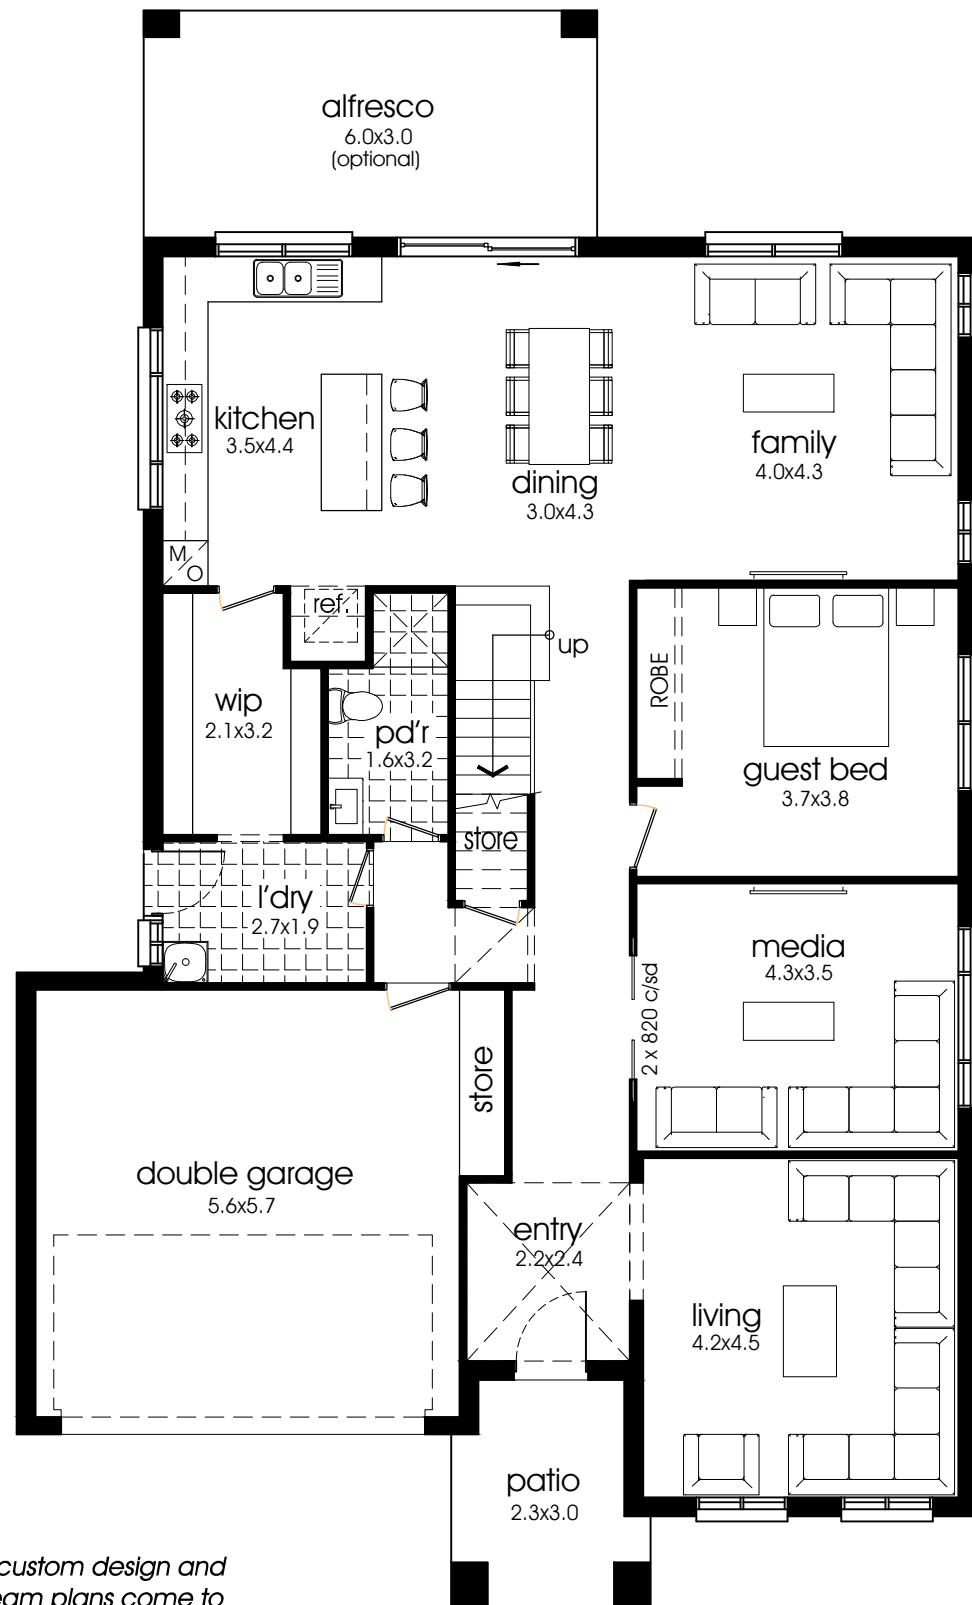 alfresco
6.0x3.0
(optional)
kitchen
3.5x4.4
dining
3.0x4.3
family
4.0x4.3
M
O
ref.
up
wip
2.1x3.2
pd'r
1.6x3.2
ROBE
guest bed
3.7x3.8
store
l'dry
2.7x1.9
media
4.3x3.5
2 x 820 c/sd
store
double garage
5.6x5.7
entry
2.2x2.4
living
4.2x4.5
patio
2.3x3.0
custom design and
plans come to